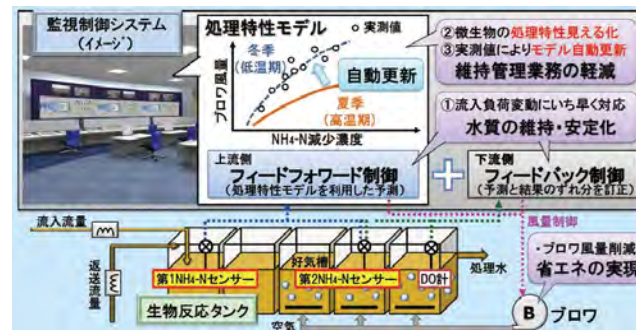 監視制御システム
(イメージ)
処理特性モデル
○ 実測値
冬季
(低温期)
自動更新
夏季
(高温期)
ブロワ風量
NH4-N減少濃度
②微生物の処理特性見える化
③実測値によりモデル自動更新
維持管理業務の軽減
①流入負荷変動にいち早く対応
水質の維持・安定化
上流側
フィードフォワード制御
(処理特性モデルを利用した予測)
+
下流側
フィードバック制御
(予測と結果のずれ分を訂正)
風量制御
流入流量
返送流量
好気槽
第1NH4-Nセンサー
第2NH4-Nセンサー
DO計
処理水
生物反応タンク
空気
B
ブロワ
・ブロワ風量削減
省エネの実現